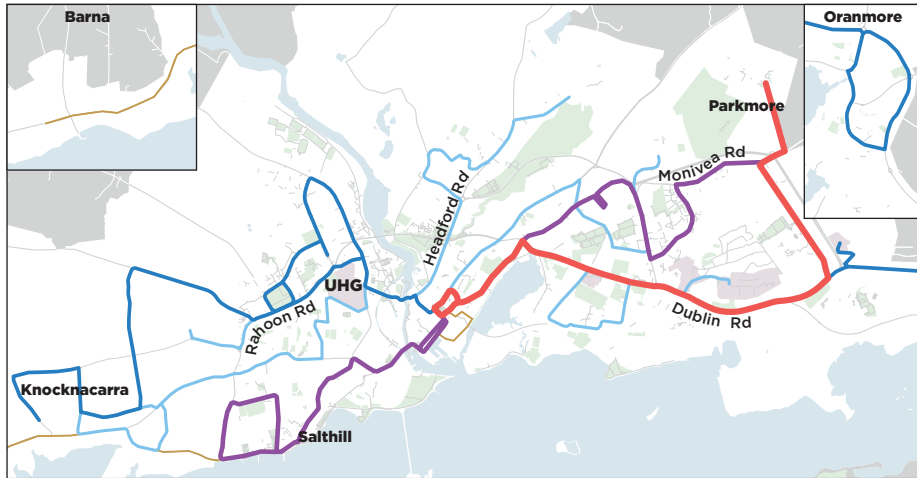 Barna
Oranmore
Parkmore
Monivea Rd
Headford Rd
UHG
Rahoon Rd
Dublin Rd
Knocknacarra
Salthill